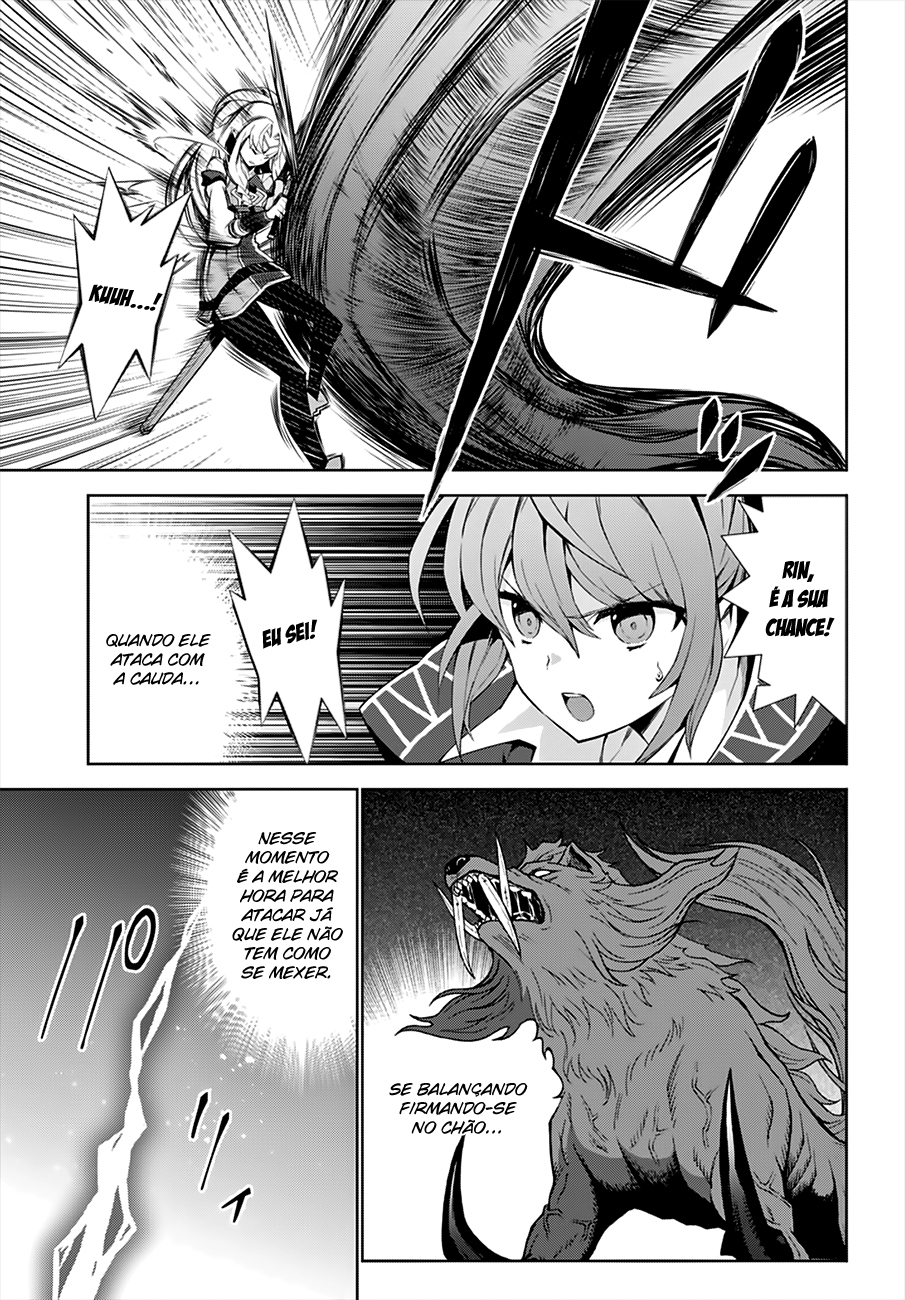 KUUH....!
RIN,
É A SUA
CHANCE!
EU SEI!
QUANDO ELE
ATACA COM
A CAUDA...
SE BALANÇANDO
FIRMANDO-SE
NO CHÃO...
NESSE
MOMENTO
É A MELHOR
HORA PARA
ATACAR JÁ
QUE ELE NÃO
TEM COMO
SE MEXER.